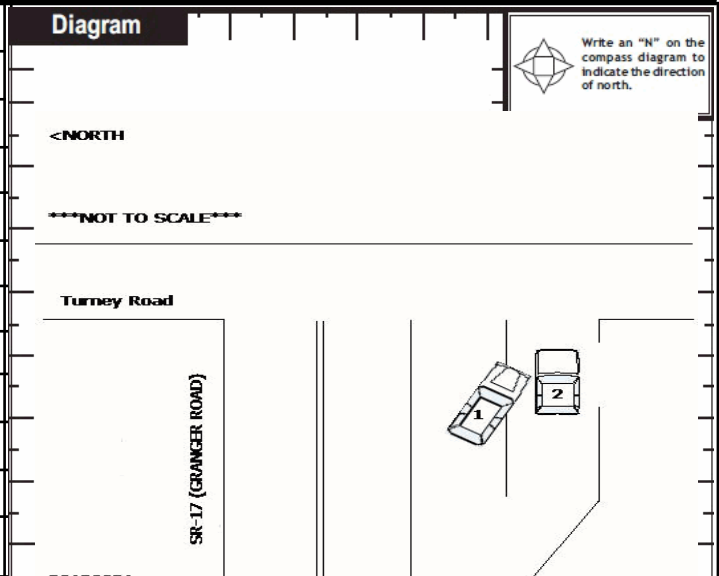 Diagram
Write an “N” on the
compass diagram to
indicate the direction
of north.
<NORTH
***NOT TO SCALE***
Turney Road
SR-17 (GRANGER ROAD)
1
2